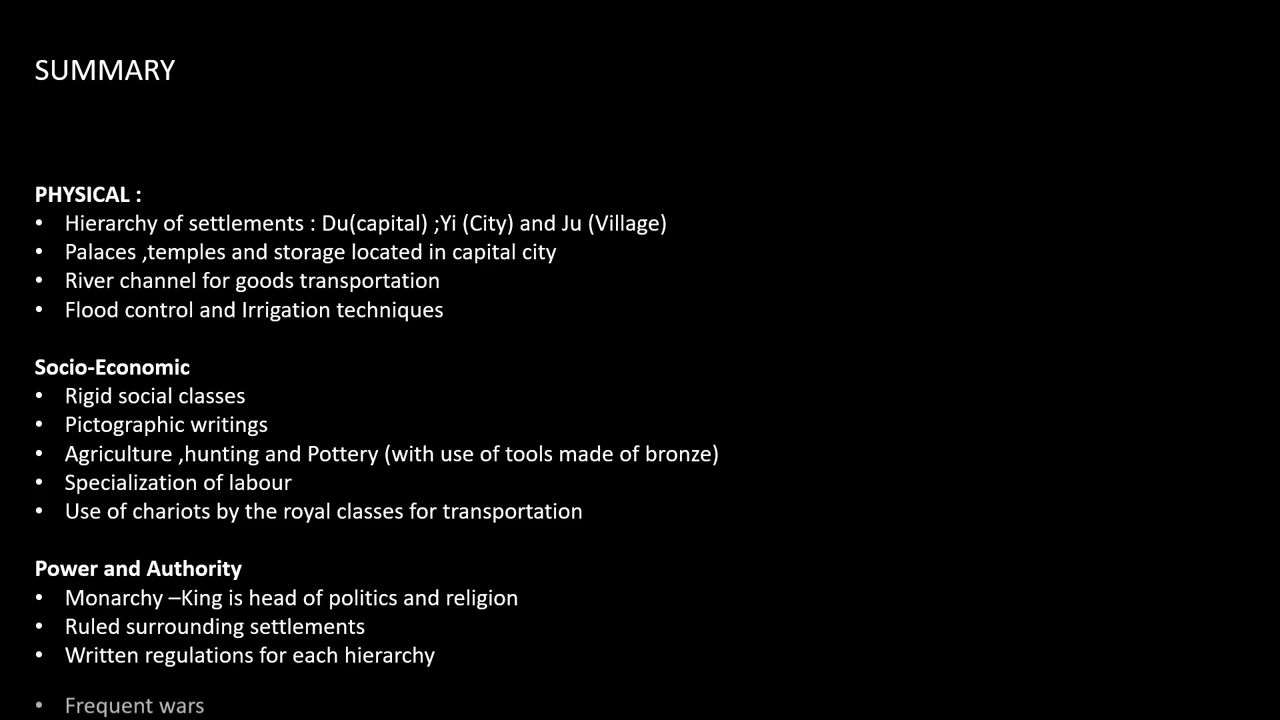 SUMMARY
PHYSICAL :
• Hierarchy of settlements : Du(capital) ;Yi (City) and Ju (Village)
• Palaces ,temples and storage located in capital city
• River channel for goods transportation
• Flood control and Irrigation techniques
Socio-Economic
• Rigid social classes
• Pictographic writings
• Agriculture ,hunting and Pottery (with use of tools made of bronze)
• Specialization of labour
• Use of chariots by the royal classes for transportation
Power and Authority
• Monarchy –King is head of politics and religion
• Ruled surrounding settlements
• Written regulations for each hierarchy
• Frequent wars